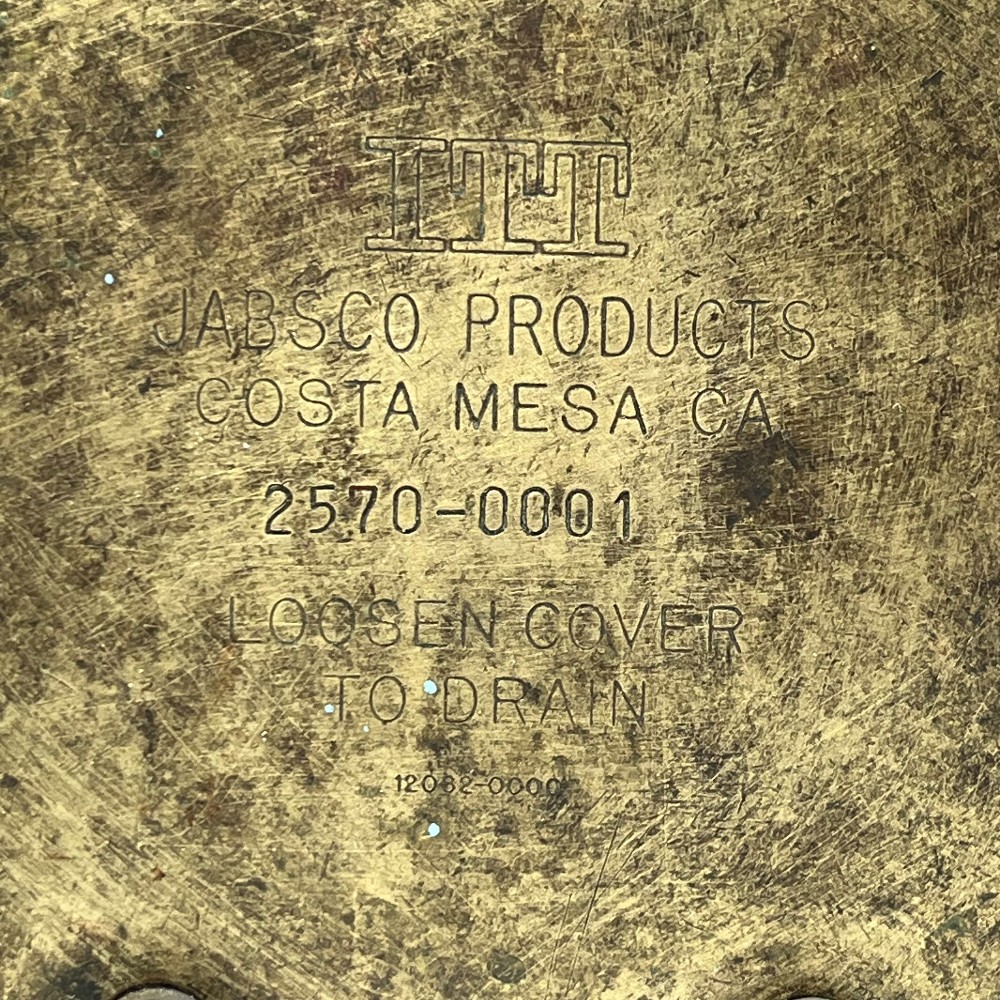 ITT
JABSCO PRODUCTS
COSTA MESA CA
2570-0001
LOOSEN COVER
TO DRAIN
12062-0000